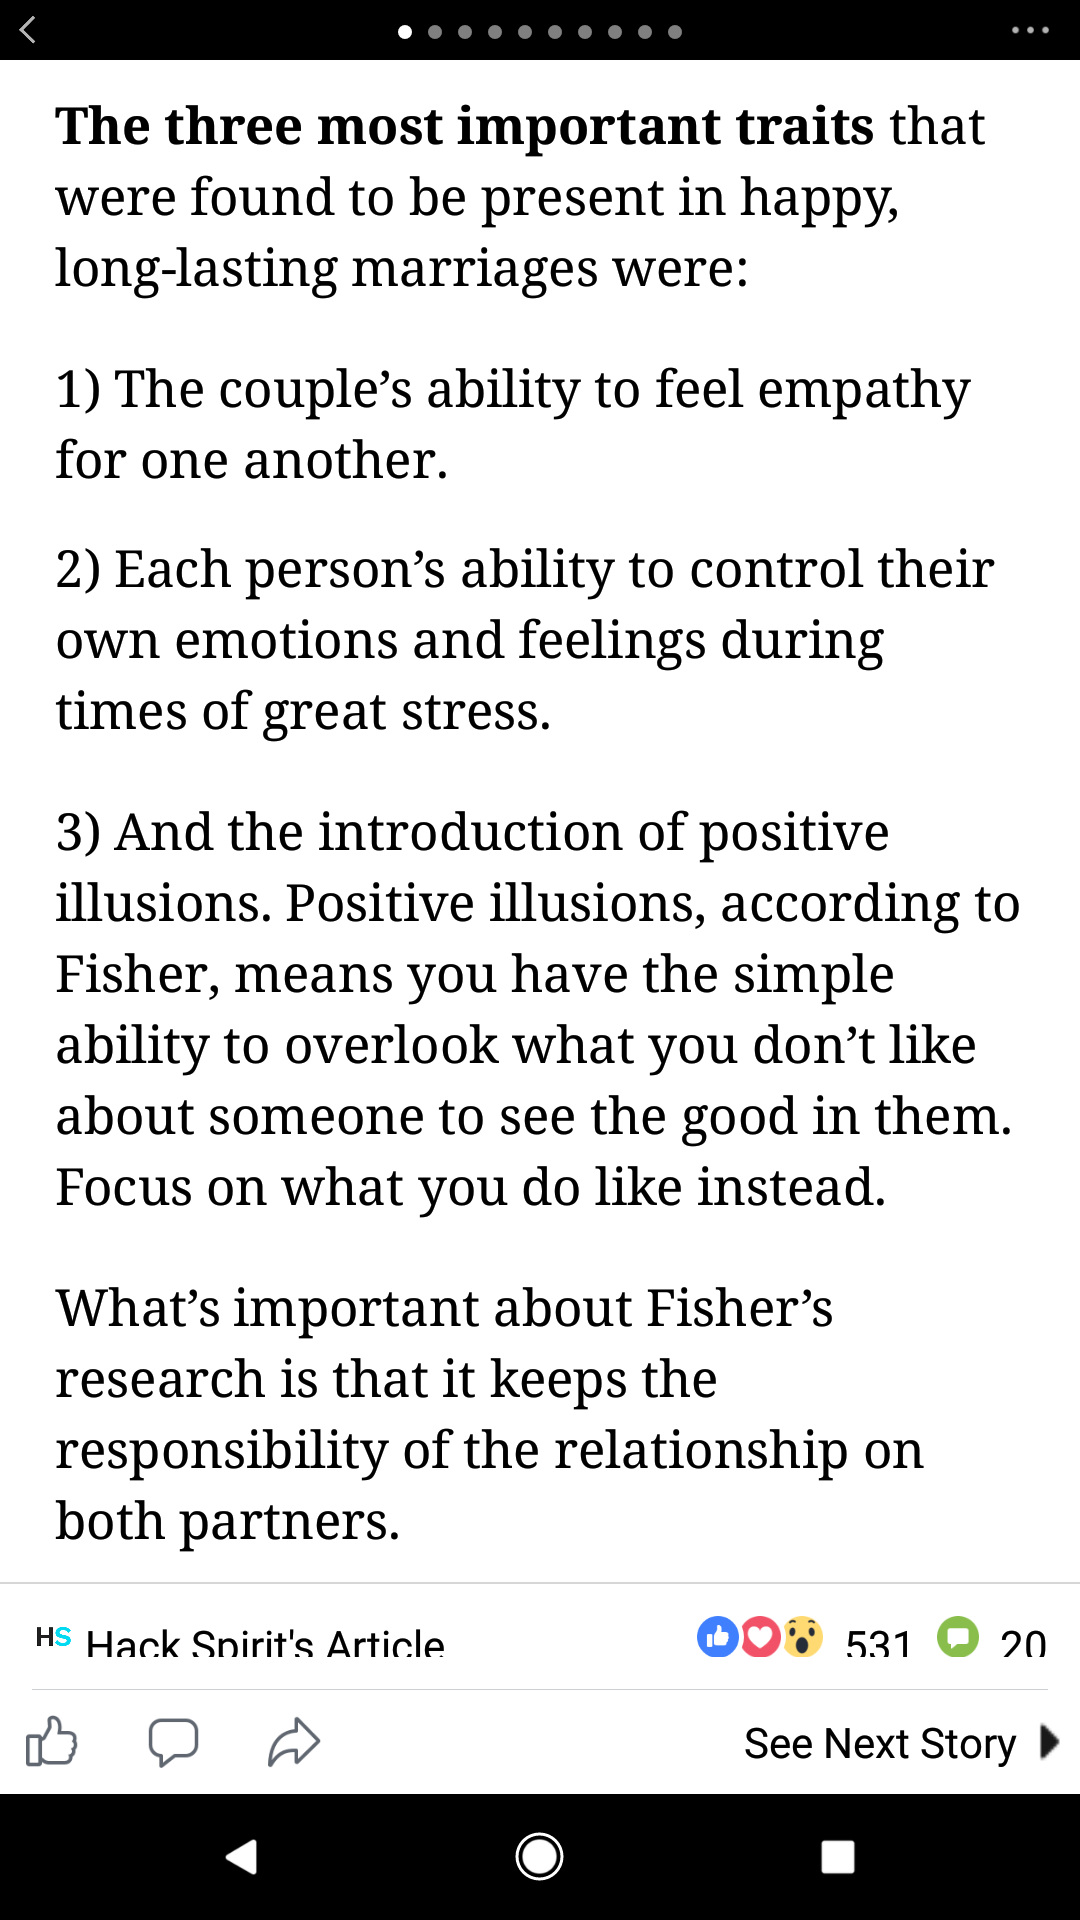 The three most important traits that
were found to be present in happy,
long-lasting marriages were:
1) The couple’s ability to feel empathy
for one another.
2) Each person’s ability to control their
own emotions and feelings during
times of great stress.
3) And the introduction of positive
illusions. Positive illusions, according to
Fisher, means you have the simple
ability to overlook what you don’t like
about someone to see the good in them.
Focus on what you do like instead.
What’s important about Fisher’s
research is that it keeps the
responsibility of the relationship on
both partners.
HS Hack Spirit's Article 531 20
See Next Story